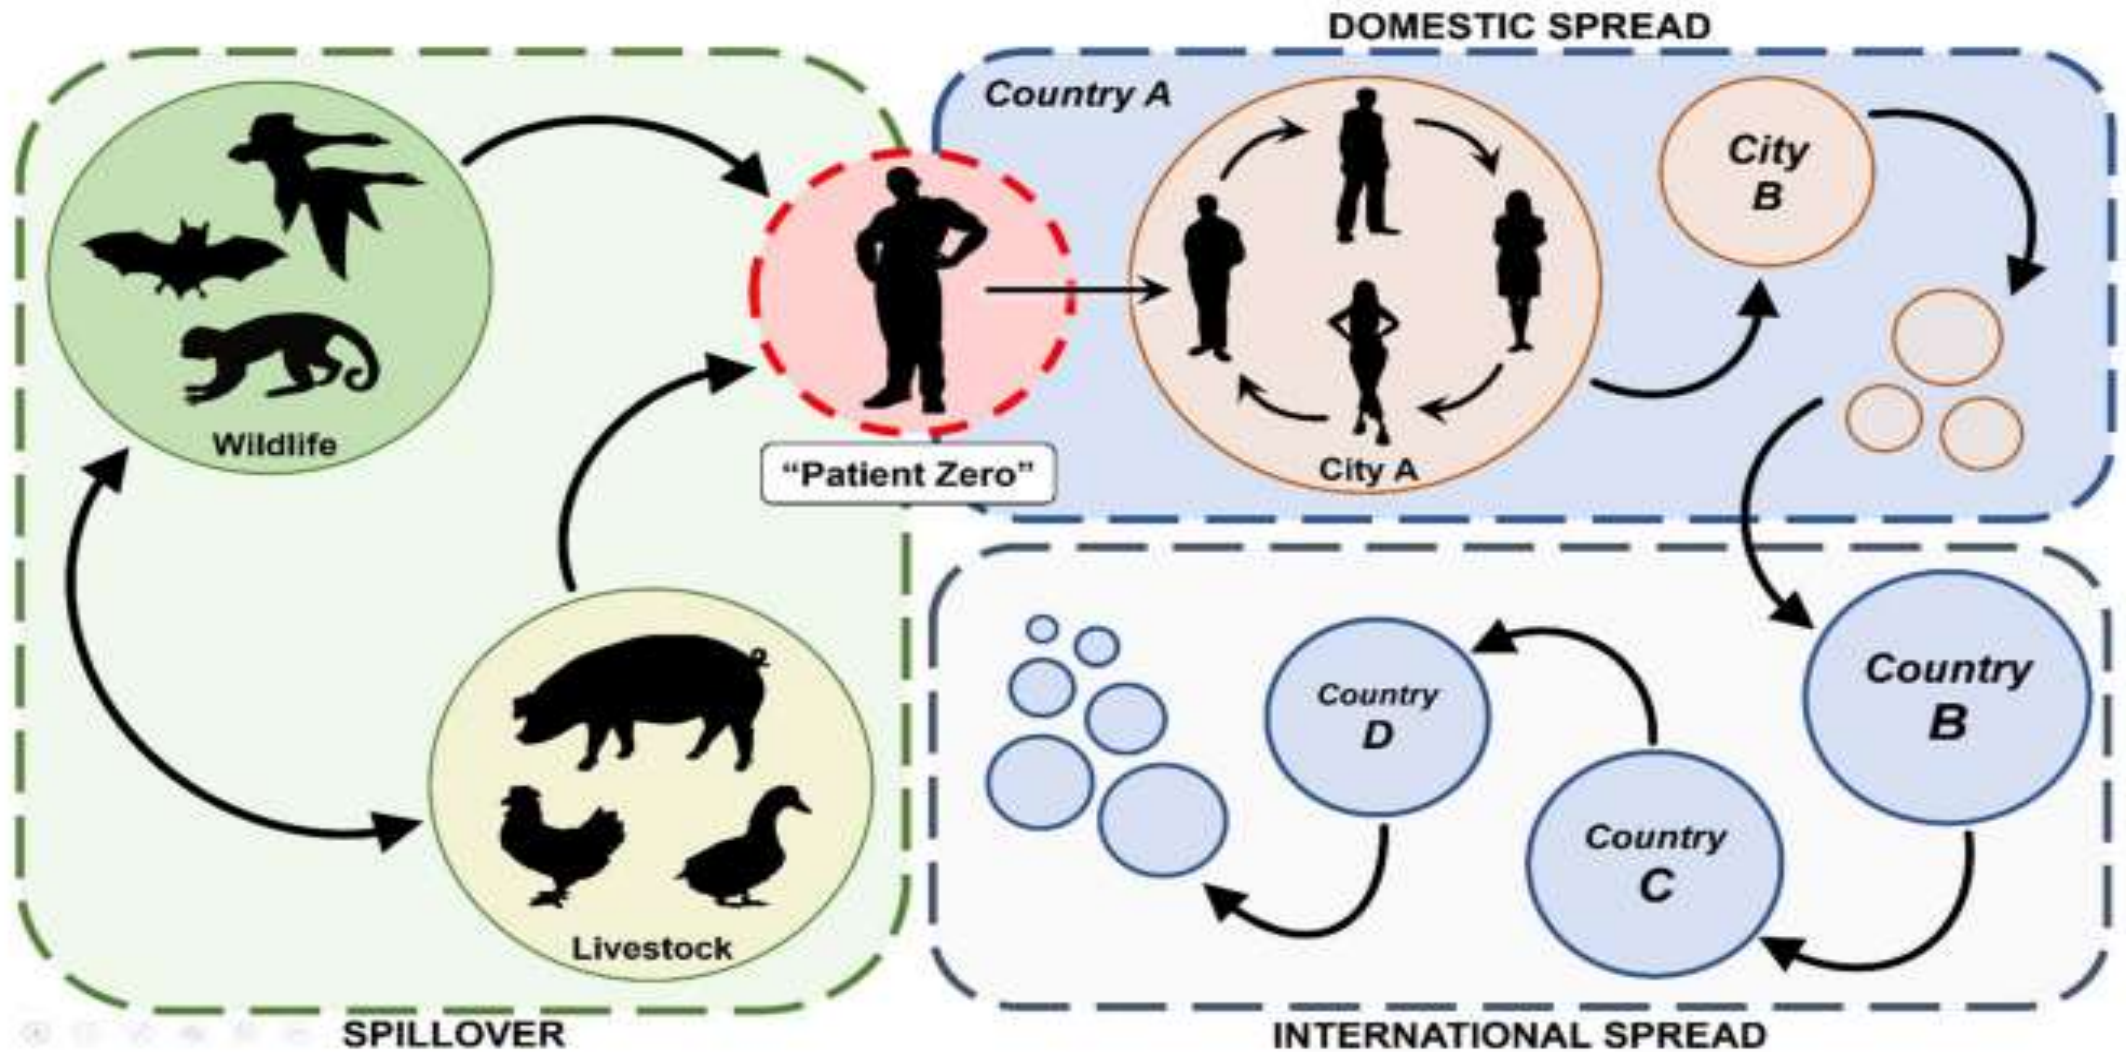 DOMESTIC SPREAD
Country A
City
B
Wildlife
"Patient Zero"
City A
Country
B
Country
D
Country
C
Livestock
SPILLOVER
INTERNATIONAL SPREAD